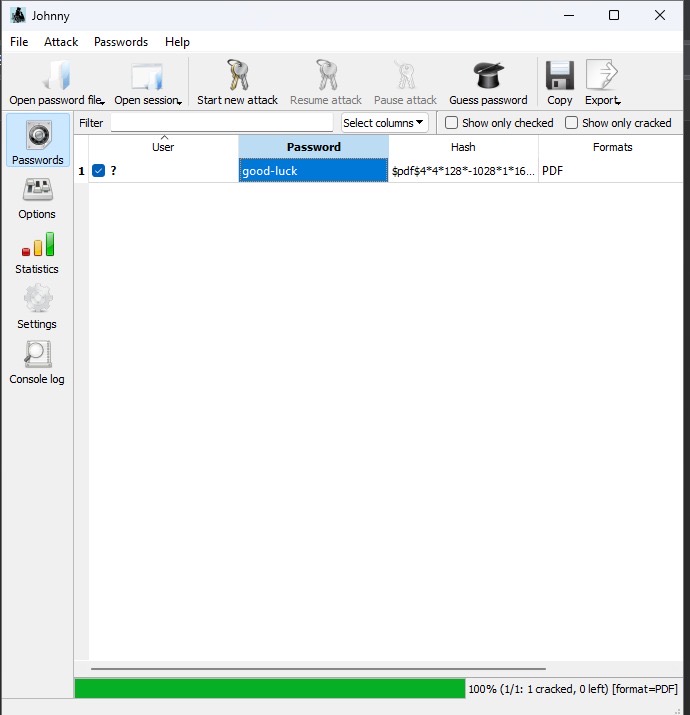 Johnny
File Attack Passwords Help
Open password file Open session Start new attack Resume attack Pause attack Guess password Copy Export
Filter Select columns Show only checked Show only cracked
Passwords
Options
Statistics
Settings
Console log
User Password Hash Formats
1 ? good-luck $pdf$4*4*128*-1028*1*16... PDF
100% (1/1: 1 cracked, 0 left) [format=PDF]